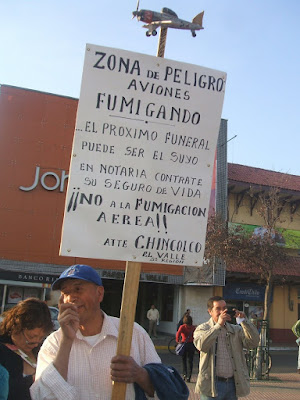 ZONA DE PELIGRO
AVIONES
FUMIGANDO
...EL PRÓXIMO FUNERAL
PUEDE SER EL SUYO
EN NOTARIA CONTRATE
SU SEGURO DE VIDA
¡¡NO A LA FUMIGACION
AEREA!!
ATTE CHINCOLCO
EL VALLE
Joh
BANCO